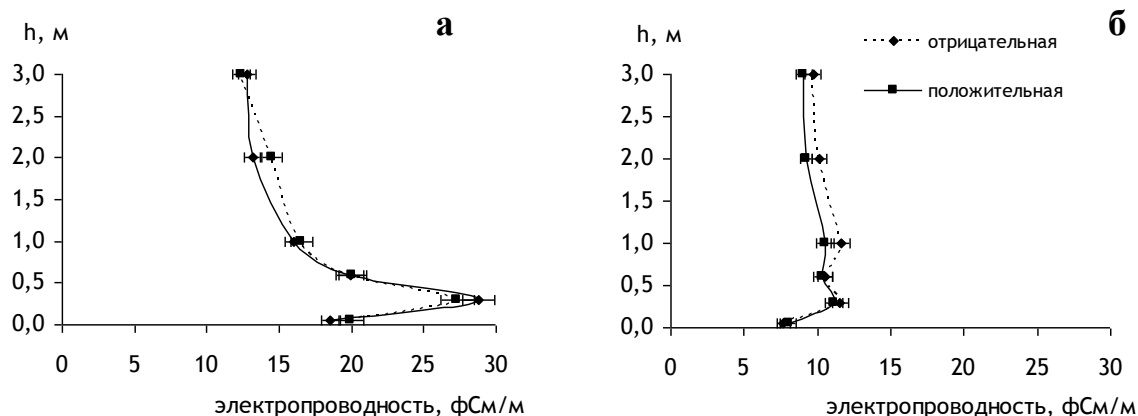 а
h, м
3,0
2,5
2,0
1,5
1,0
0,5
0,0
0 5 10 15 20 25 30
электропроводность, фСм/м
б
h, м
отрицательная
положительная
3,0
2,5
2,0
1,5
1,0
0,5
0,0
0 5 10 15 20 25 30
электропроводность, фСм/м